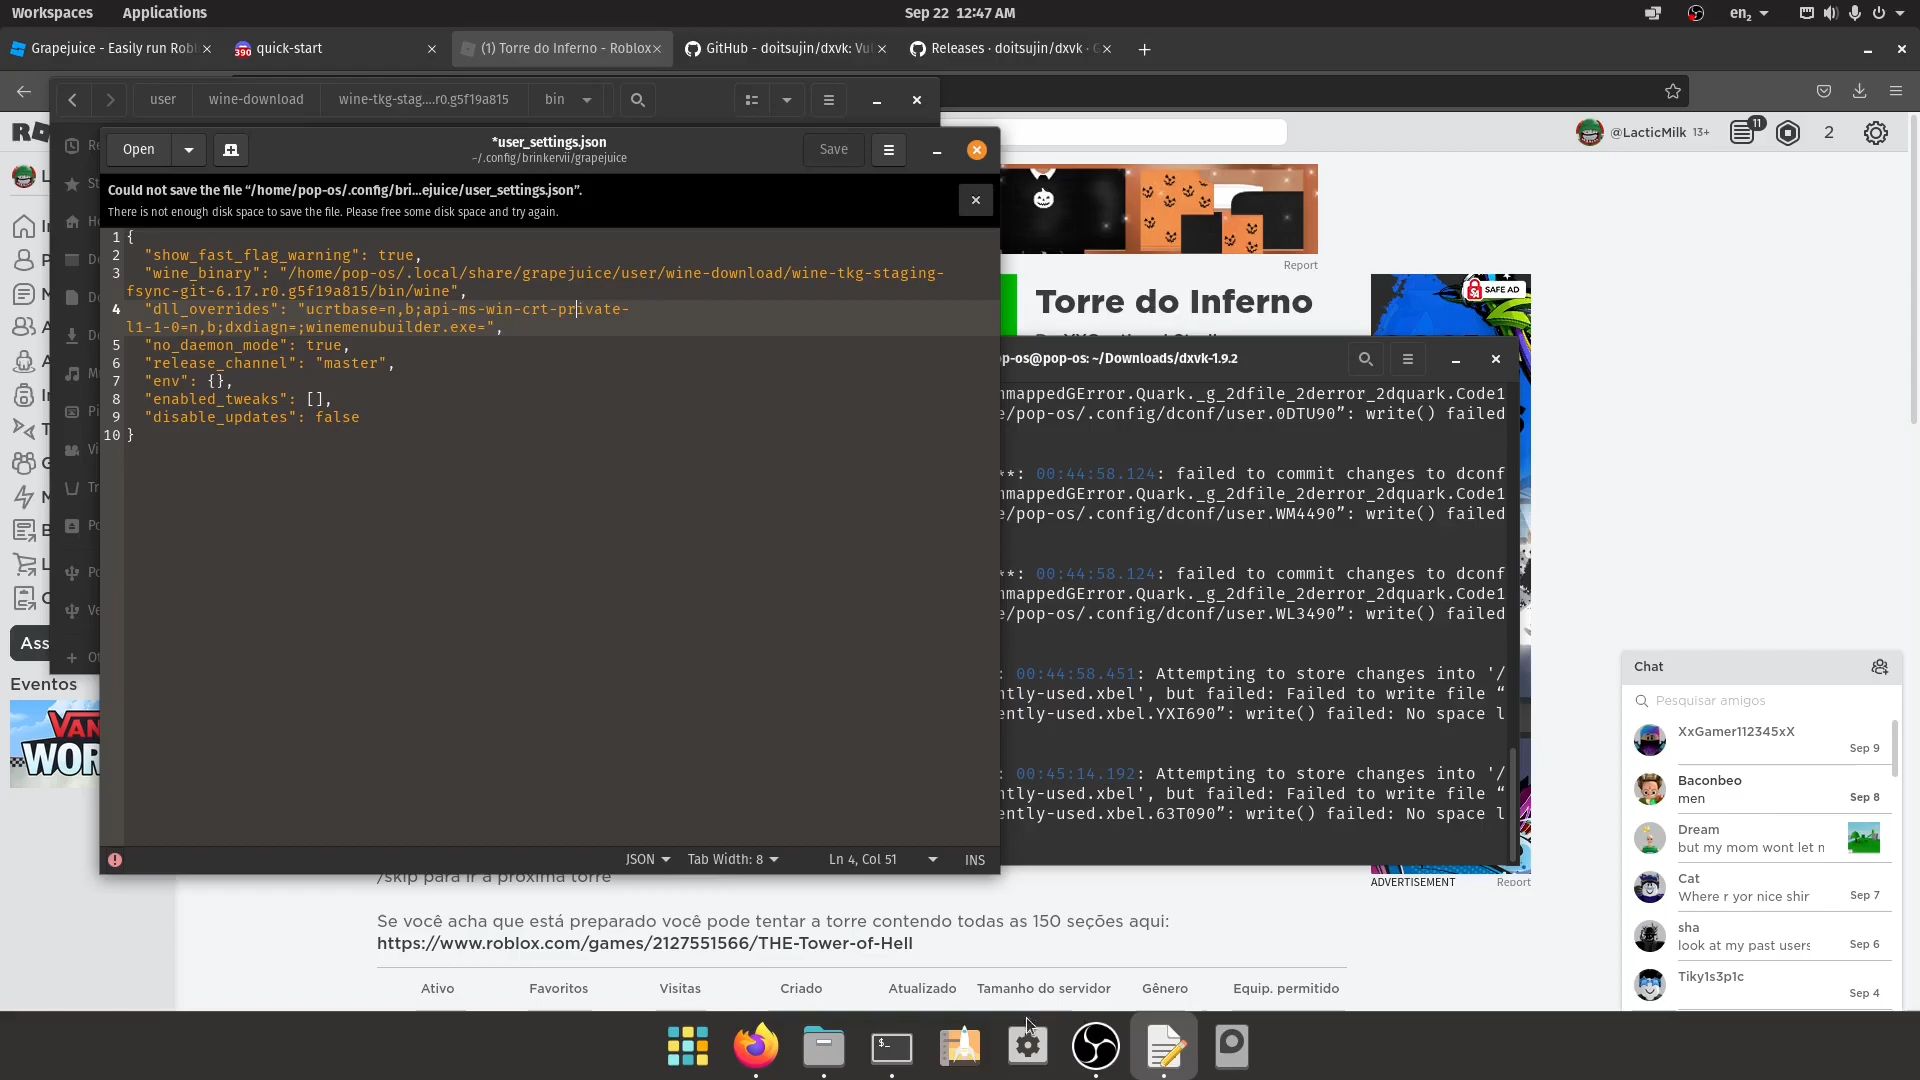 Workspaces Applications Sep 22 12:47 AM en₂
Grapejuice - Easily run Rob quick-start (1) Torre do Inferno - Roblox GitHub - doitsujin/dxvk: Vul Releases · doitsujin/dxvk · G
user wine-download wine-tkg-stag....r0.g5f19a815 bin
@LacticMilk 13+ 11 2
Open *user_settings.json Save
~/.config/brinkervii/grapejuice
Could not save the file “/home/pop-os/.config/bri...ejuice/user_settings.json”.
There is not enough disk space to save the file. Please free some disk space and try again.
1 {
2 "show_fast_flag_warning": true,
3 "wine_binary": "/home/pop-os/.local/share/grapejuice/user/wine-download/wine-tkg-staging-
fsync-git-6.17.r0.g5f19a815/bin/wine",
4 "dll_overrides": "ucrtbase=n,b;api-ms-win-crt-private-
l1-1-0=n,b;dxdiagn=;winemenubuilder.exe=",
5 "no_daemon_mode": true,
6 "release_channel": "master",
7 "env": {},
8 "enabled_tweaks": [],
9 "disable_updates": false
10 }
JSON Tab Width: 8 Ln 4, Col 51 INS
Report
Torre do Inferno
SAFE AD
op-os@pop-os: ~/Downloads/dxvk-1.9.2
nmappedGError.Quark._g_2dfile_2derror_2dquark.Code1
e/pop-os/.config/dconf/user.0DTU90”: write() failed
**: 00:44:58.124: failed to commit changes to dconf
nmappedGError.Quark._g_2dfile_2derror_2dquark.Code1
e/pop-os/.config/dconf/user.WM4490”: write() failed
**: 00:44:58.124: failed to commit changes to dconf
nmappedGError.Quark._g_2dfile_2derror_2dquark.Code1
e/pop-os/.config/dconf/user.WL3490”: write() failed
: 00:44:58.451: Attempting to store changes into '/
ntly-used.xbel', but failed: Failed to write file “
ently-used.xbel.YXI690”: write() failed: No space l
: 00:45:14.192: Attempting to store changes into '/
ntly-used.xbel', but failed: Failed to write file “
ently-used.xbel.63T090”: write() failed: No space l
ADVERTISEMENT Report
Ass
Eventos
VAN
WOR
/skip para ir a próxima torre
Se você acha que está preparado você pode tentar a torre contendo todas as 150 seções aqui:
https://www.roblox.com/games/2127551566/THE-Tower-of-Hell
Ativo Favoritos Visitas Criado Atualizado Tamanho do servidor Gênero Equip. permitido
Chat
Pesquisar amigos
XxGamer112345xX
Sep 9
Baconbeo
men Sep 8
Dream
but my mom wont let n
Cat
Where r yor nice shir Sep 7
sha
look at my past users Sep 6
Tiky1s3p1c
Sep 4